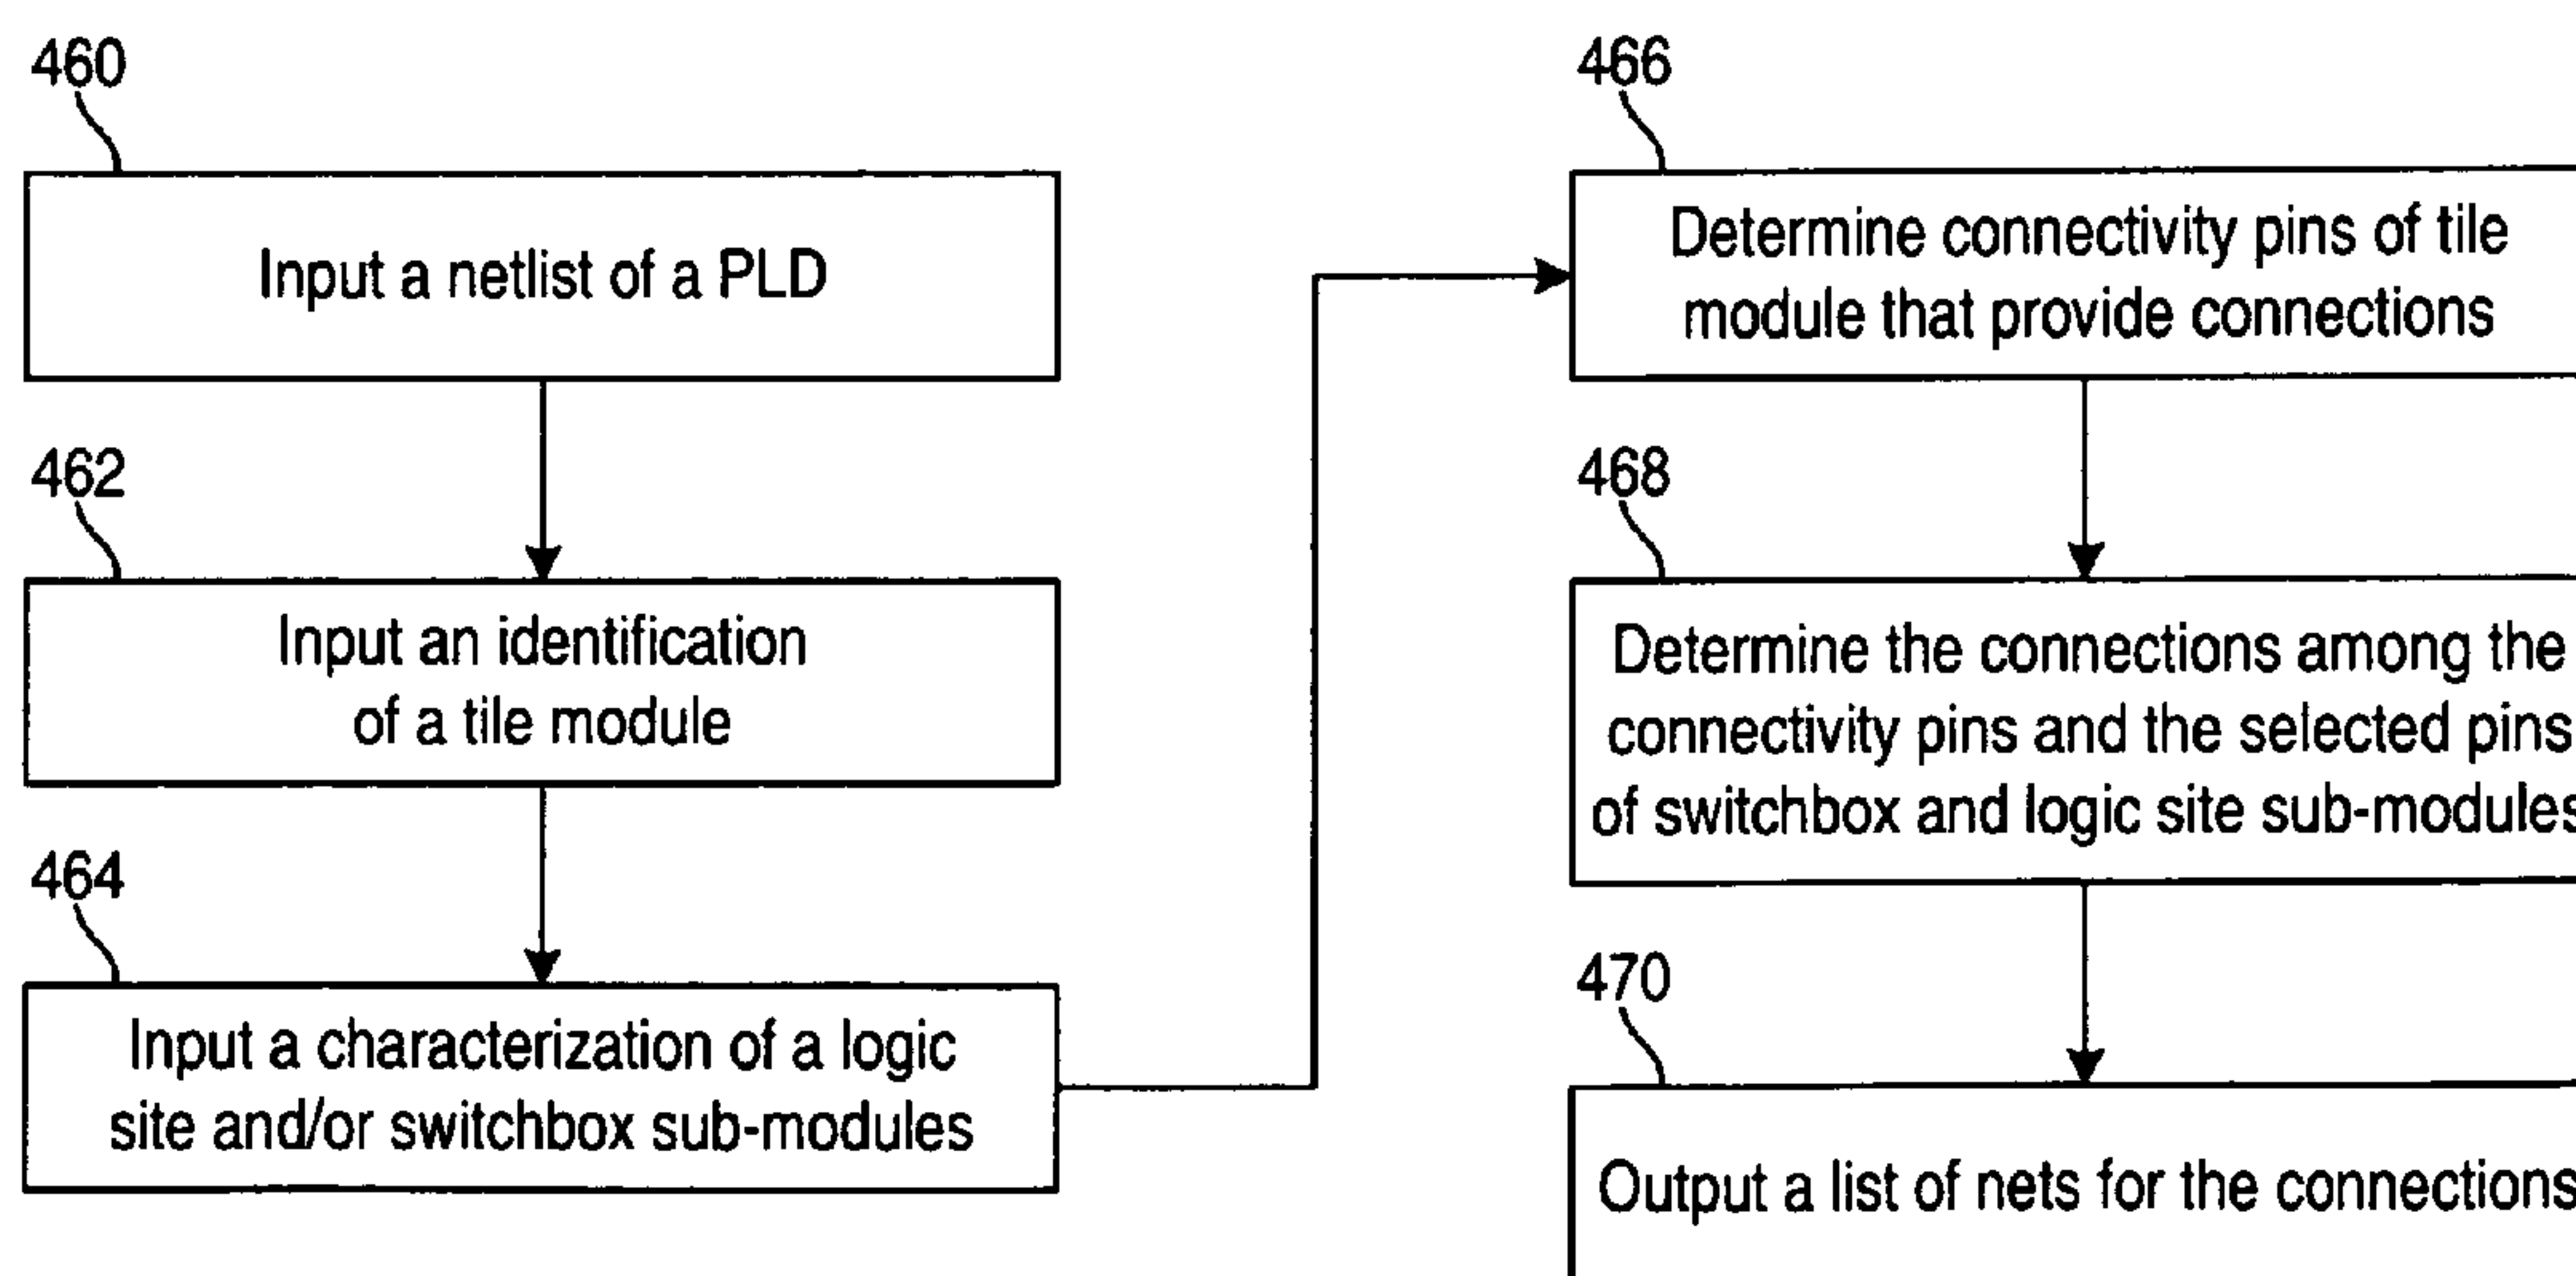 460
Input a netlist of a PLD
462
Input an identification
of a tile module
464
Input a characterization of a logic
site and/or switchbox sub-modules
466
Determine connectivity pins of tile
module that provide connections
468
Determine the connections among the
connectivity pins and the selected pins
of switchbox and logic site sub-modules
470
Output a list of nets for the connections